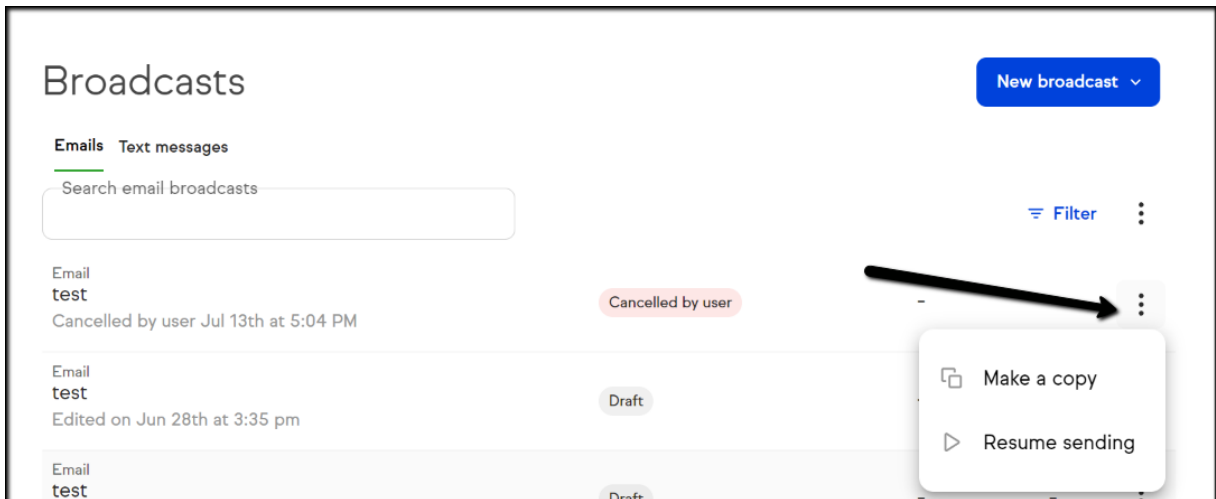 Broadcasts
New broadcast
Emails Text messages
Search email broadcasts
Filter
Email
test
Cancelled by user Jul 13th at 5:04 PM
Cancelled by user
-
Make a copy
Resume sending
Email
test
Edited on Jun 28th at 3:35 pm
Draft
Email
test
Draft
- -